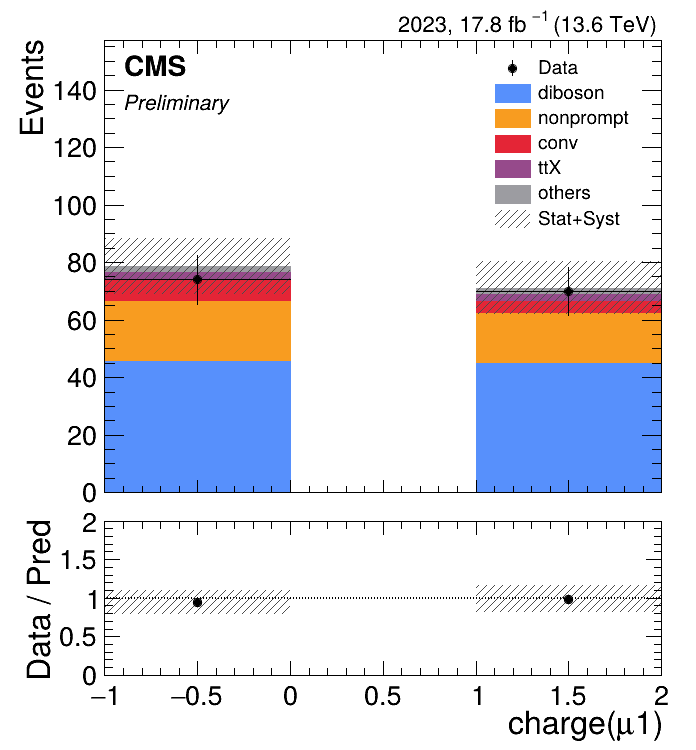 2023, 17.8 fb⁻¹ (13.6 TeV)
CMS
Preliminary
Events
140
120
100
80
60
40
20
0
Data
diboson
nonprompt
conv
ttX
others
Stat+Syst
Data / Pred
2
1.5
1
0.5
0
−1 −0.5 0 0.5 1 1.5 2
charge(μ1)